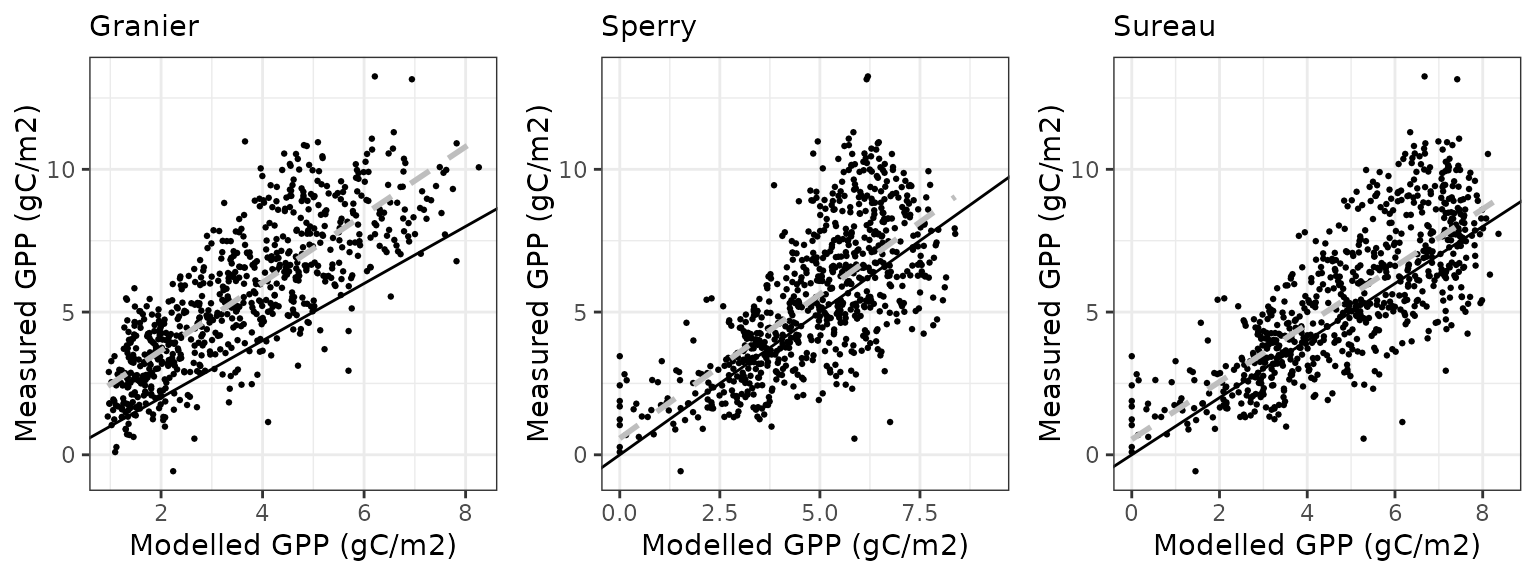 Granier
Measured GPP (gC/m2)
10
5
0
2 4 6 8
Modelled GPP (gC/m2)
Sperry
Measured GPP (gC/m2)
10
5
0
0.0 2.5 5.0 7.5
Modelled GPP (gC/m2)
Sureau
Measured GPP (gC/m2)
10
5
0
0 2 4 6 8
Modelled GPP (gC/m2)